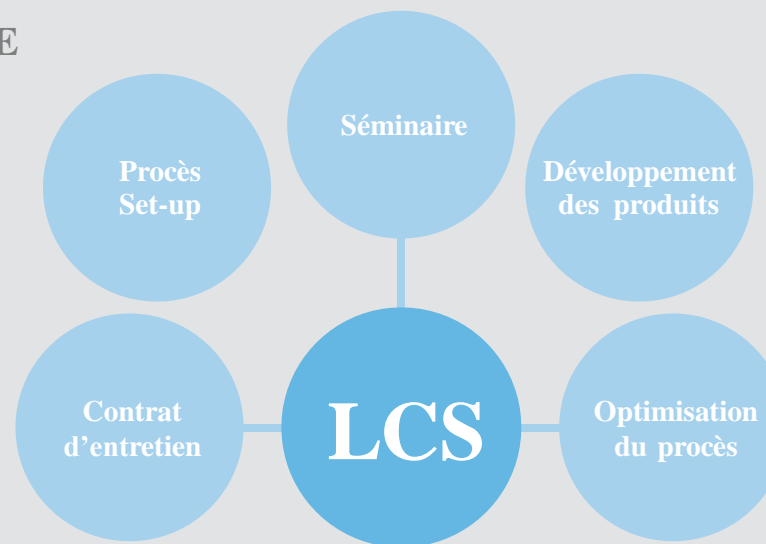 E
Séminaire
Procès
Set-up
Développement
des produits
Contrat
d’entretien
LCS
Optimisation
du procès